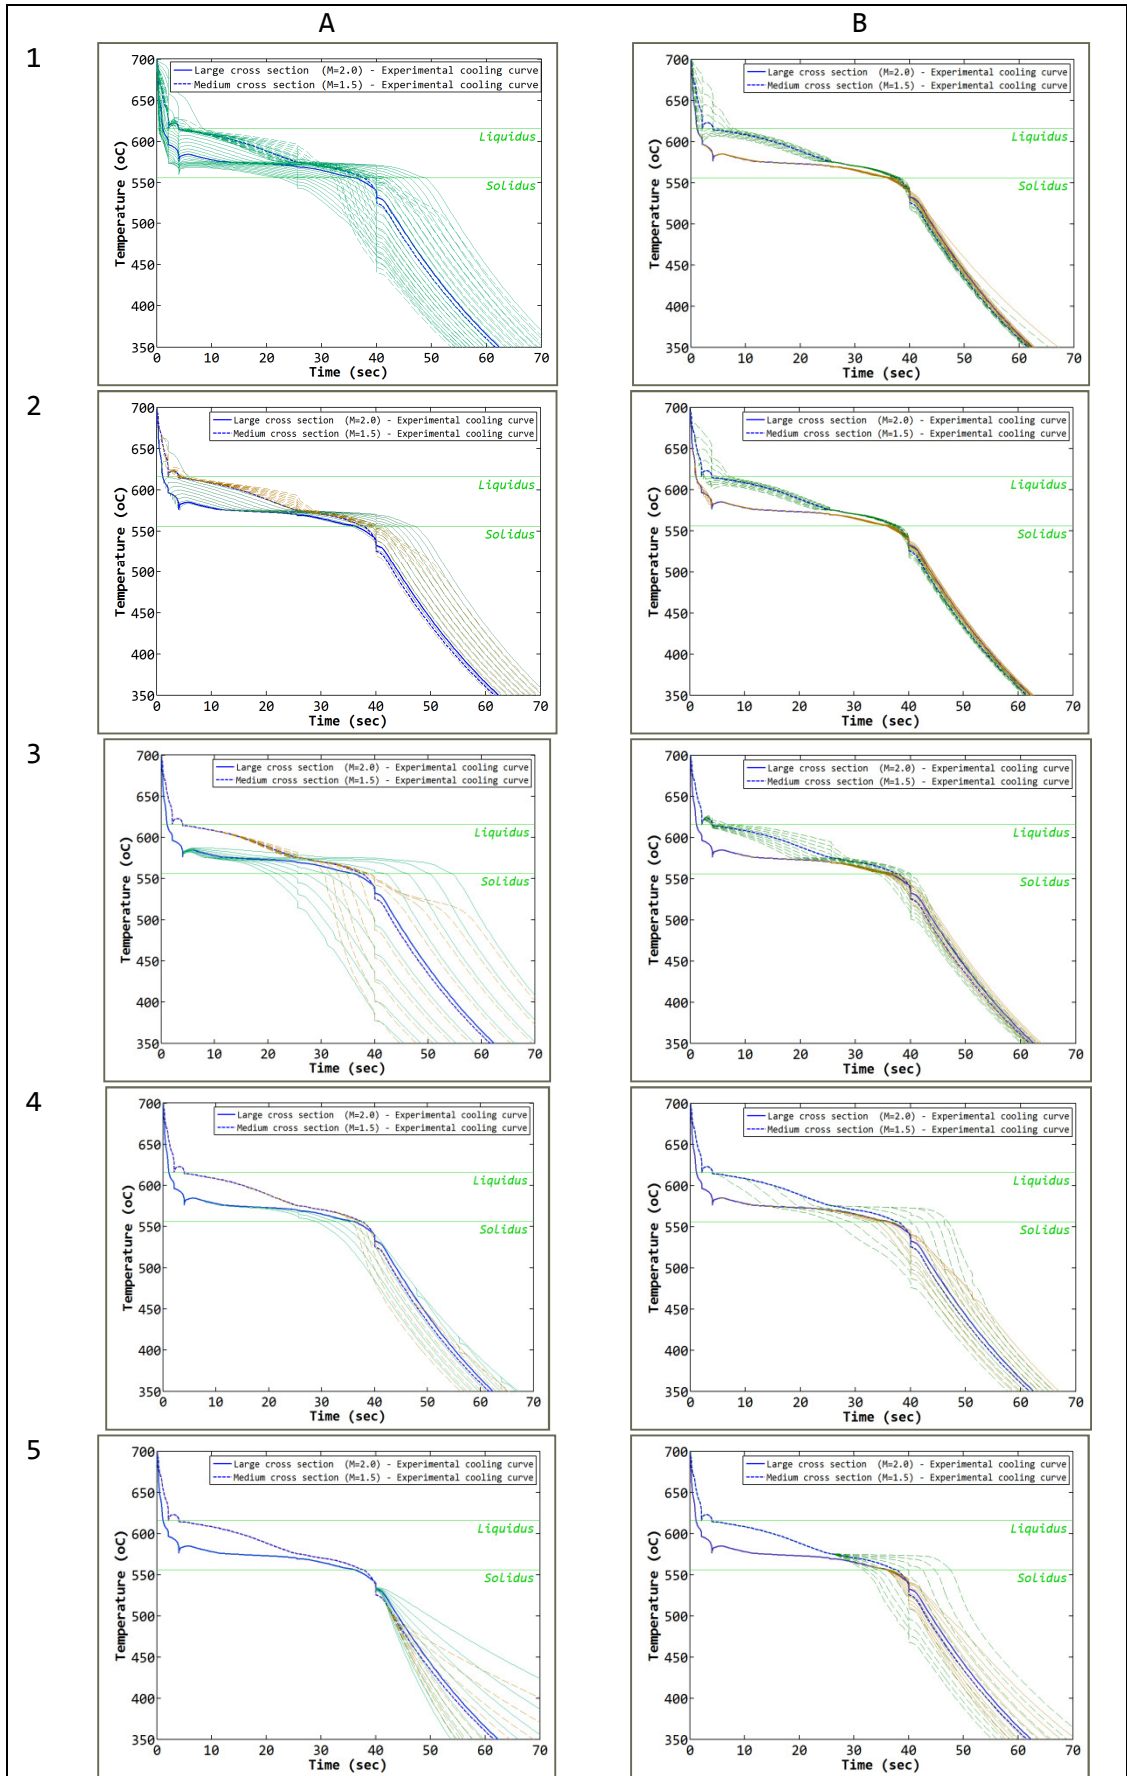 A B
1
Large cross section (M=2.0) - Experimental cooling curve
Medium cross section (M=1.5) - Experimental cooling curve
Liquidus
Solidus
Temperature (oC)
700
650
600
550
500
450
400
350
0 10 20 30 40 50 60 70
Time (sec)
Large cross section (M=2.0) - Experimental cooling curve
Medium cross section (M=1.5) - Experimental cooling curve
Liquidus
Solidus
Temperature (oC)
700
650
600
550
500
450
400
350
0 10 20 30 40 50 60 70
Time (sec)
2
Large cross section (M=2.0) - Experimental cooling curve
Medium cross section (M=1.5) - Experimental cooling curve
Liquidus
Solidus
Temperature (oC)
700
650
600
550
500
450
400
350
0 10 20 30 40 50 60 70
Time (sec)
Large cross section (M=2.0) - Experimental cooling curve
Medium cross section (M=1.5) - Experimental cooling curve
Liquidus
Solidus
Temperature (oC)
700
650
600
550
500
450
400
350
0 10 20 30 40 50 60 70
Time (sec)
3
Large cross section (M=2.0) - Experimental cooling curve
Medium cross section (M=1.5) - Experimental cooling curve
Liquidus
Solidus
Temperature (oC)
700
650
600
550
500
450
400
350
0 10 20 30 40 50 60 70
Time (sec)
Large cross section (M=2.0) - Experimental cooling curve
Medium cross section (M=1.5) - Experimental cooling curve
Liquidus
Solidus
Temperature (oC)
700
650
600
550
500
450
400
350
0 10 20 30 40 50 60 70
Time (sec)
4
Large cross section (M=2.0) - Experimental cooling curve
Medium cross section (M=1.5) - Experimental cooling curve
Liquidus
Solidus
Temperature (oC)
700
650
600
550
500
450
400
350
0 10 20 30 40 50 60 70
Time (sec)
Large cross section (M=2.0) - Experimental cooling curve
Medium cross section (M=1.5) - Experimental cooling curve
Liquidus
Solidus
Temperature (oC)
700
650
600
550
500
450
400
350
0 10 20 30 40 50 60 70
Time (sec)
5
Large cross section (M=2.0) - Experimental cooling curve
Medium cross section (M=1.5) - Experimental cooling curve
Liquidus
Solidus
Temperature (oC)
700
650
600
550
500
450
400
350
0 10 20 30 40 50 60 70
Time (sec)
Large cross section (M=2.0) - Experimental cooling curve
Medium cross section (M=1.5) - Experimental cooling curve
Liquidus
Solidus
Temperature (oC)
700
650
600
550
500
450
400
350
0 10 20 30 40 50 60 70
Time (sec)